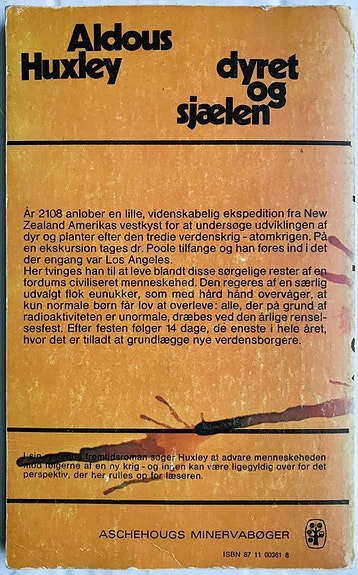 Aldous
Huxley
dyret
og
sjælen
År 2108 anløber en lille, videnskabelig ekspedition fra New
Zealand Amerikas vestkyst for at undersøge udviklingen af
dyr og planter efter den tredie verdenskrig - atomkrigen. På
en ekskursion tages dr. Poole tilfange og han føres ind i det
der engang var Los Angeles.
Her tvinges han til at leve blandt disse sørgelige rester af en
fordums civiliseret menneskehed. Den regeres af en særlig
udvalgt flok eunukker, som med hård hånd overvåger, at
kun normale børn får lov at overleve: alle, der på grund af
radioaktiviteten er unormale, dræbes ved den årlige rensel-
sesfest. Efter festen følger 14 dage, de eneste i hele året,
hvor det er tilladt at grundlægge nye verdensborgere.
I sin fremtidsroman søger Huxley at advare menneskeheden
mod følgerne af en ny krig - og ingen kan være ligegyldig over for det
perspektiv, der her rulles op for læseren.
ASCHEHOUGS MINERVABØGER
ISBN 87 11 00361 8